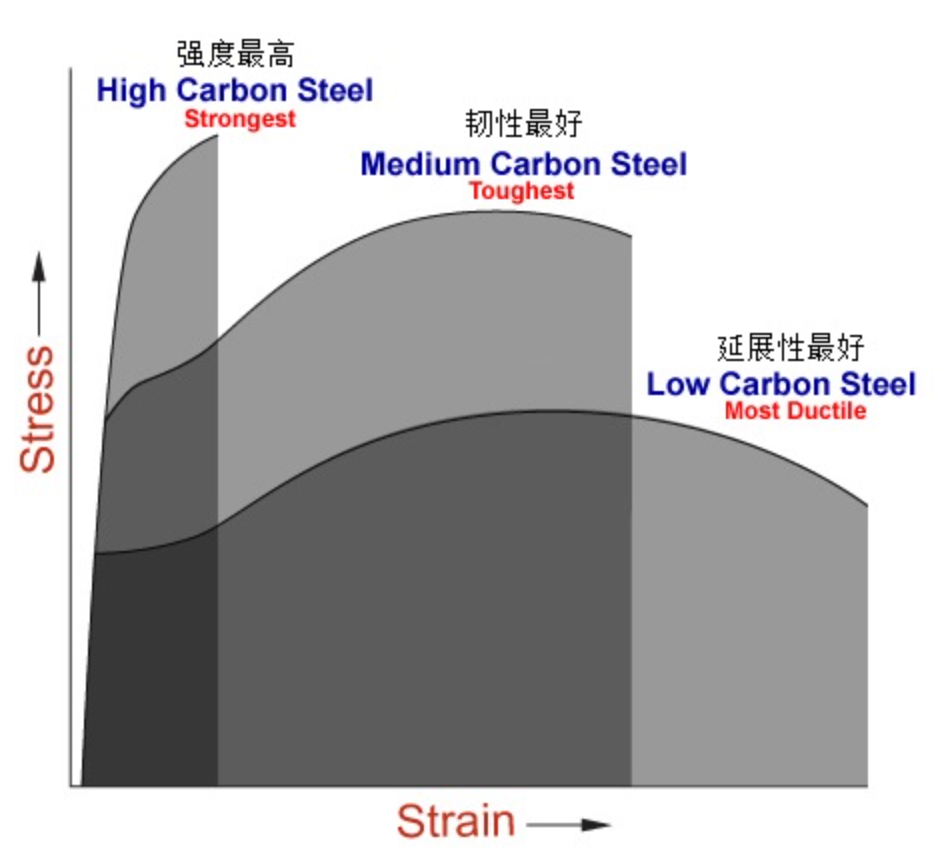 强度最高
High Carbon Steel
Strongest
韧性最好
Medium Carbon Steel
Toughest
延展性最好
Low Carbon Steel
Most Ductile
Stress
Strain